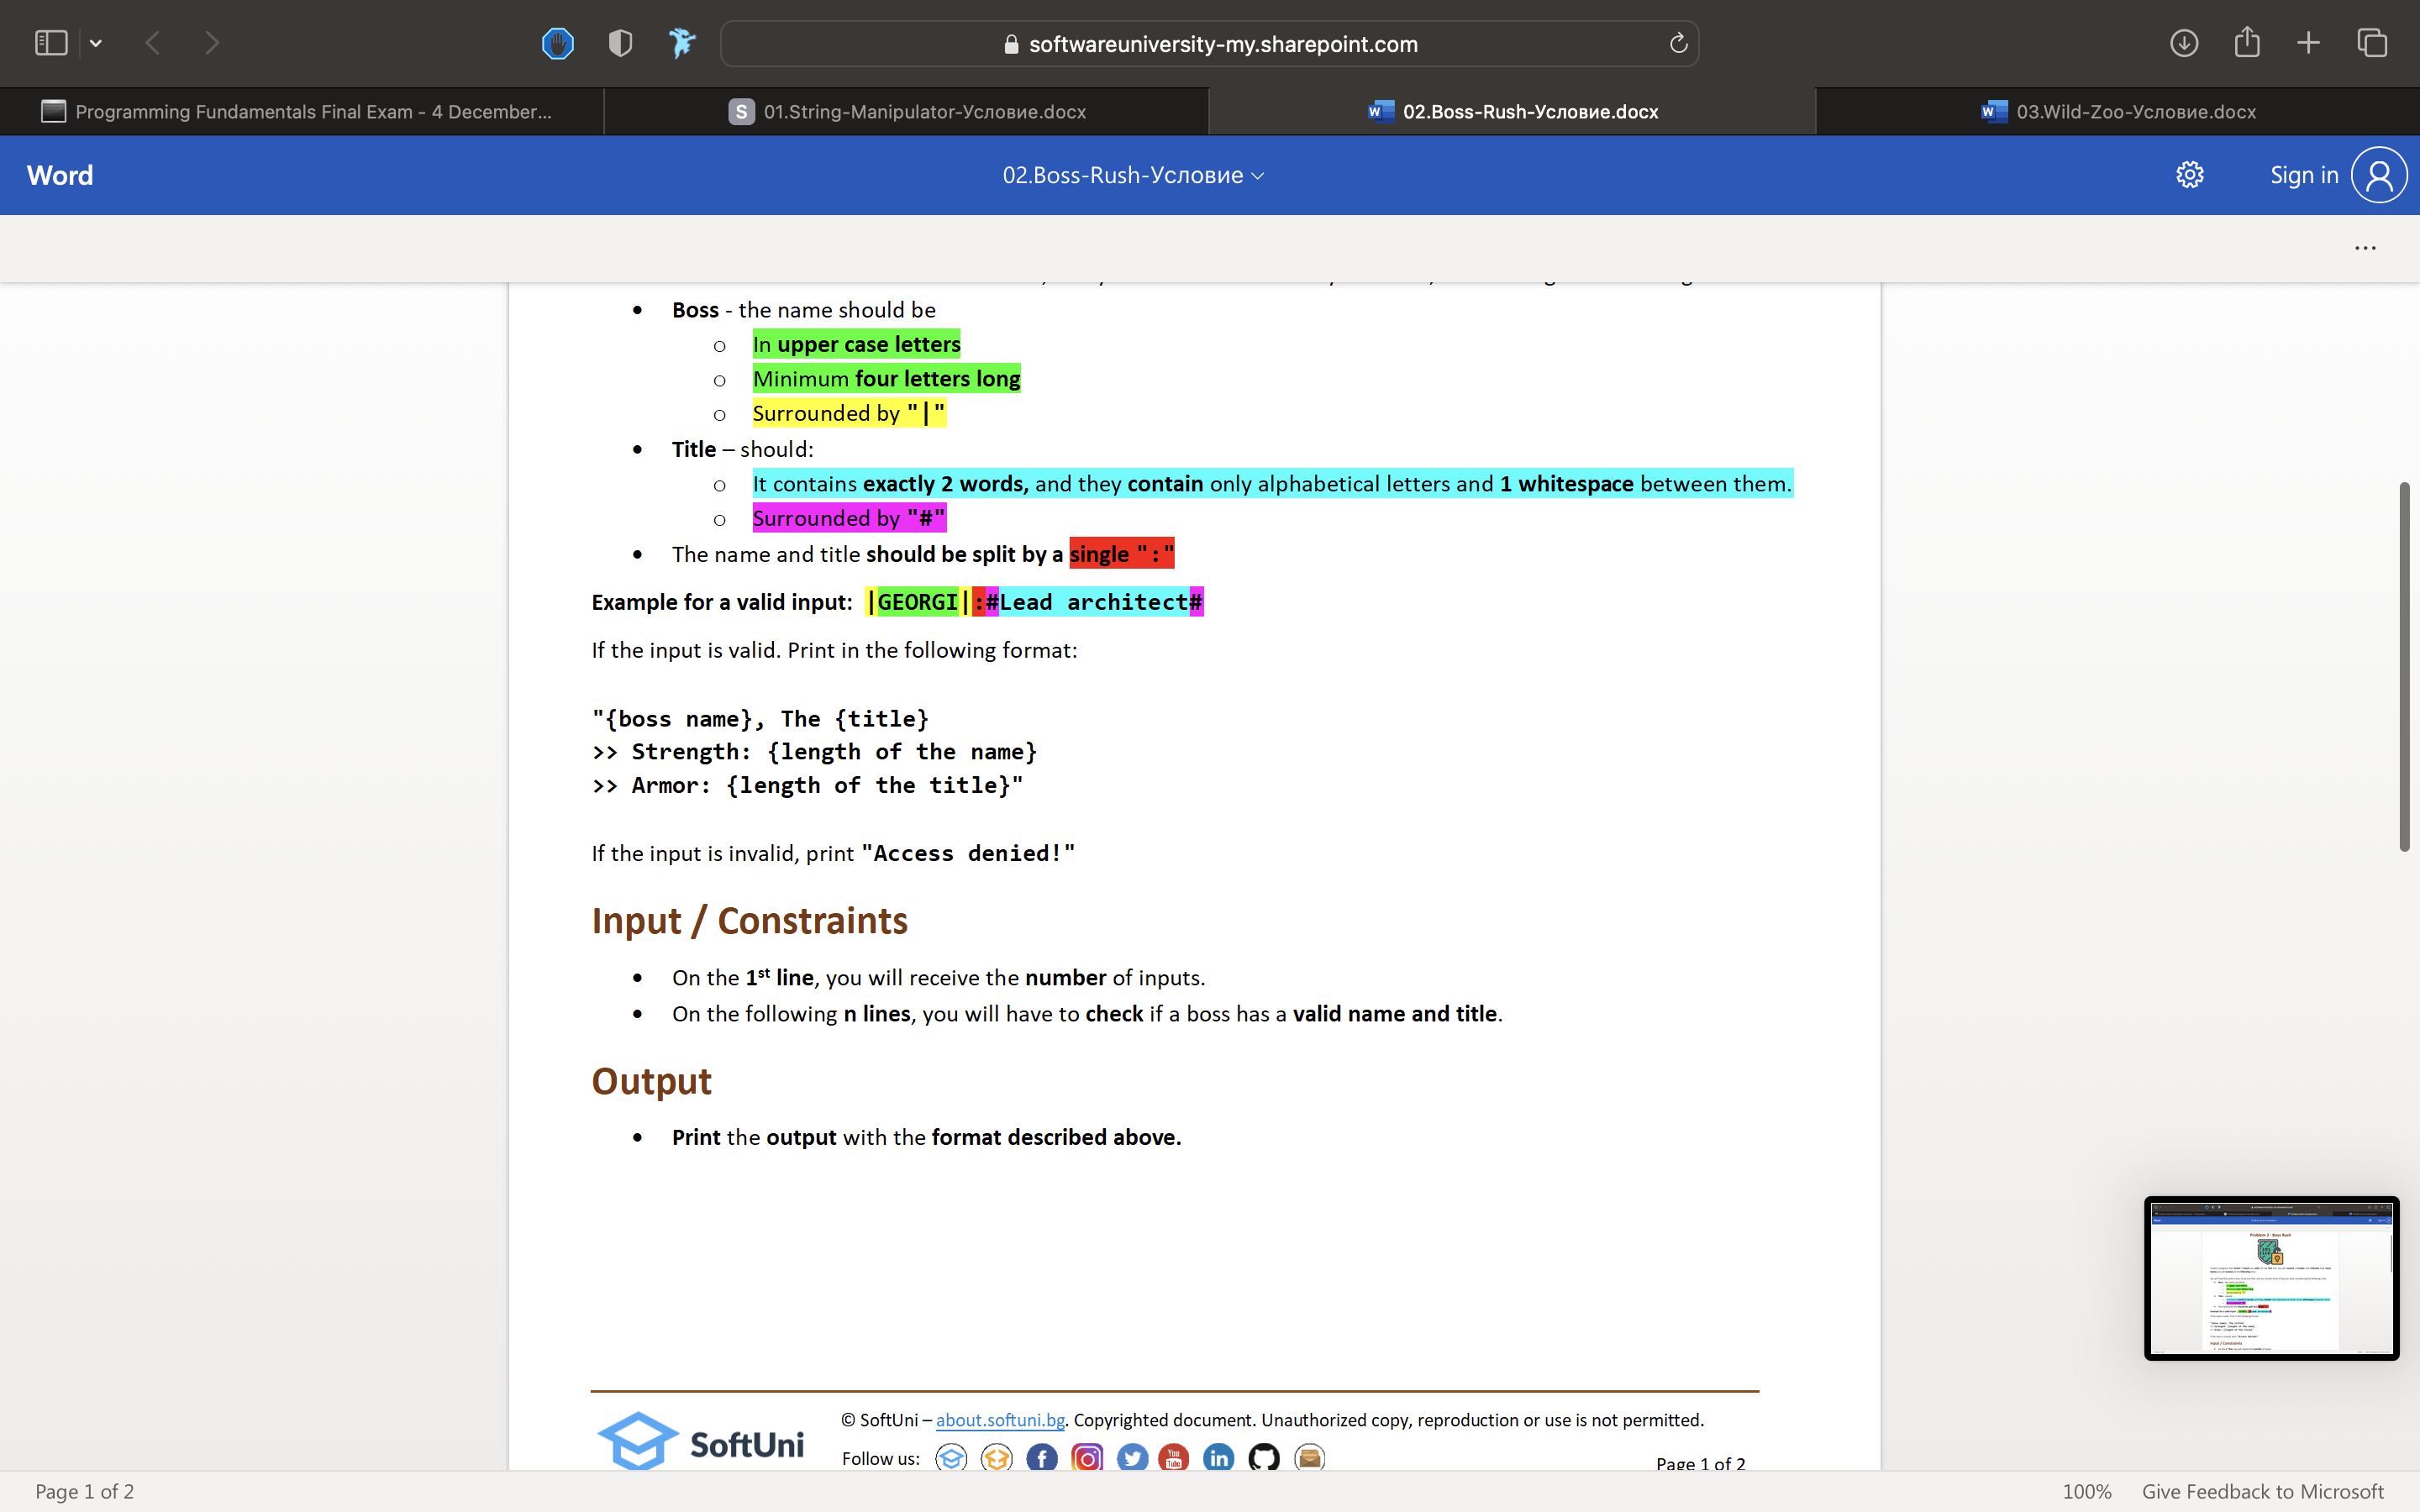 softwareuniversity-my.sharepoint.com
Programming Fundamentals Final Exam - 4 December...
S 01.String-Manipulator-Условие.docx
02.Boss-Rush-Условие.docx
03.Wild-Zoo-Условие.docx
Word
02.Boss-Rush-Условие
Sign in
• Boss - the name should be
o In upper case letters
o Minimum four letters long
o Surrounded by "|"
• Title – should:
o It contains exactly 2 words, and they contain only alphabetical letters and 1 whitespace between them.
o Surrounded by "#"
• The name and title should be split by a single ":"
Example for a valid input: |GEORGI|:#Lead architect#
If the input is valid. Print in the following format:
"{boss name}, The {title}
>> Strength: {length of the name}
>> Armor: {length of the title}"
If the input is invalid, print "Access denied!"
Input / Constraints
• On the 1st line, you will receive the number of inputs.
• On the following n lines, you will have to check if a boss has a valid name and title.
Output
• Print the output with the format described above.
SoftUni
© SoftUni – about.softuni.bg. Copyrighted document. Unauthorized copy, reproduction or use is not permitted.
Follow us:
Page 1 of 2
Page 1 of 2
100%
Give Feedback to Microsoft